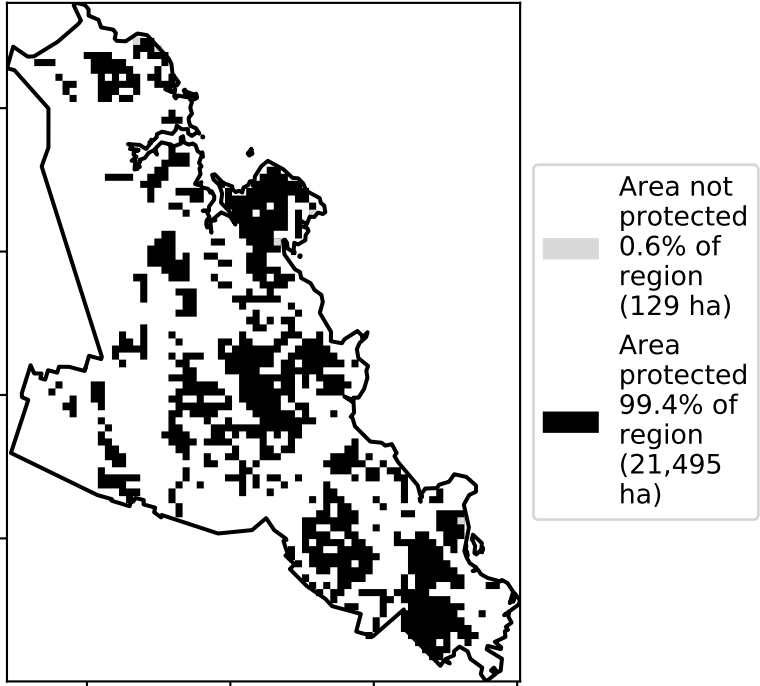 Area not
protected
0.6% of
region
(129 ha)
Area
protected
99.4% of
region
(21,495
ha)